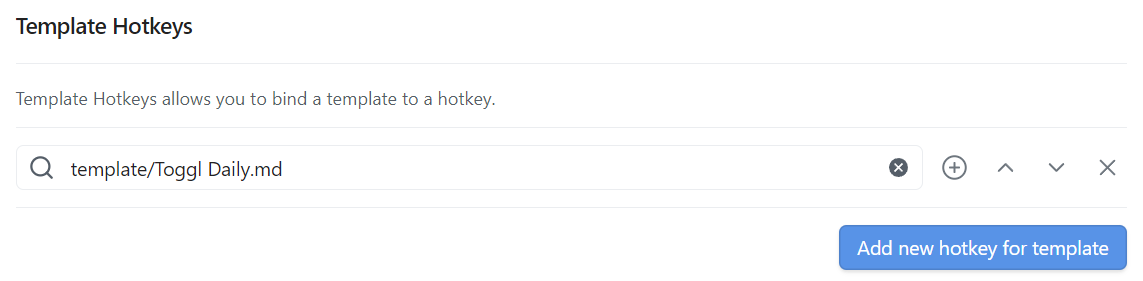 Template Hotkeys
Template Hotkeys allows you to bind a template to a hotkey.
template/Toggl Daily.md
Add new hotkey for template